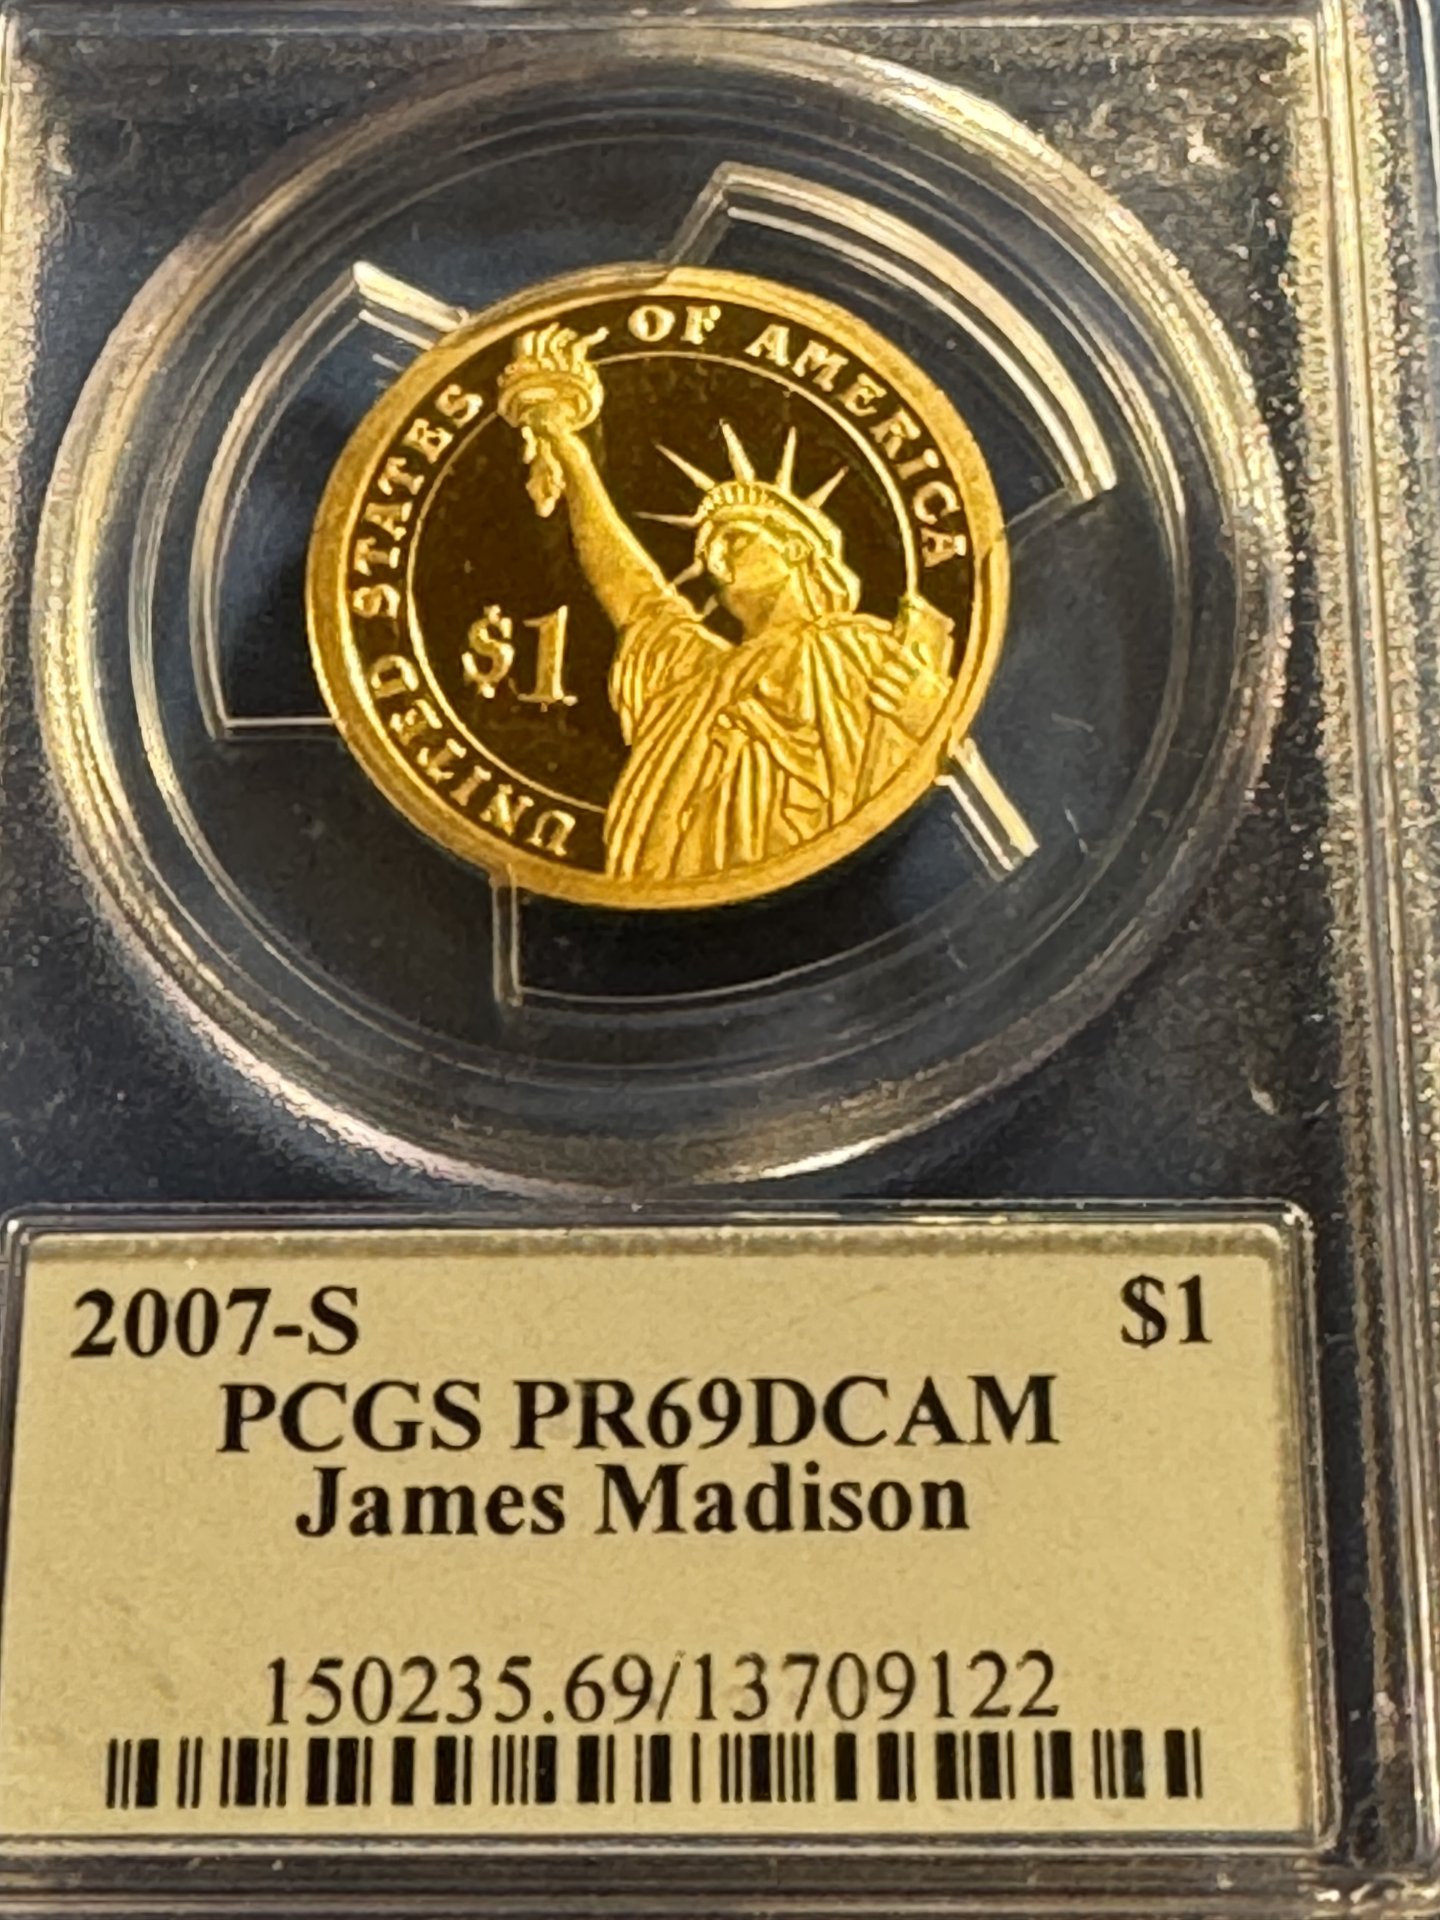 UNITED STATES OF AMERICA
$1
2007-S $1
PCGS PR69DCAM
James Madison
150235.69/13709122